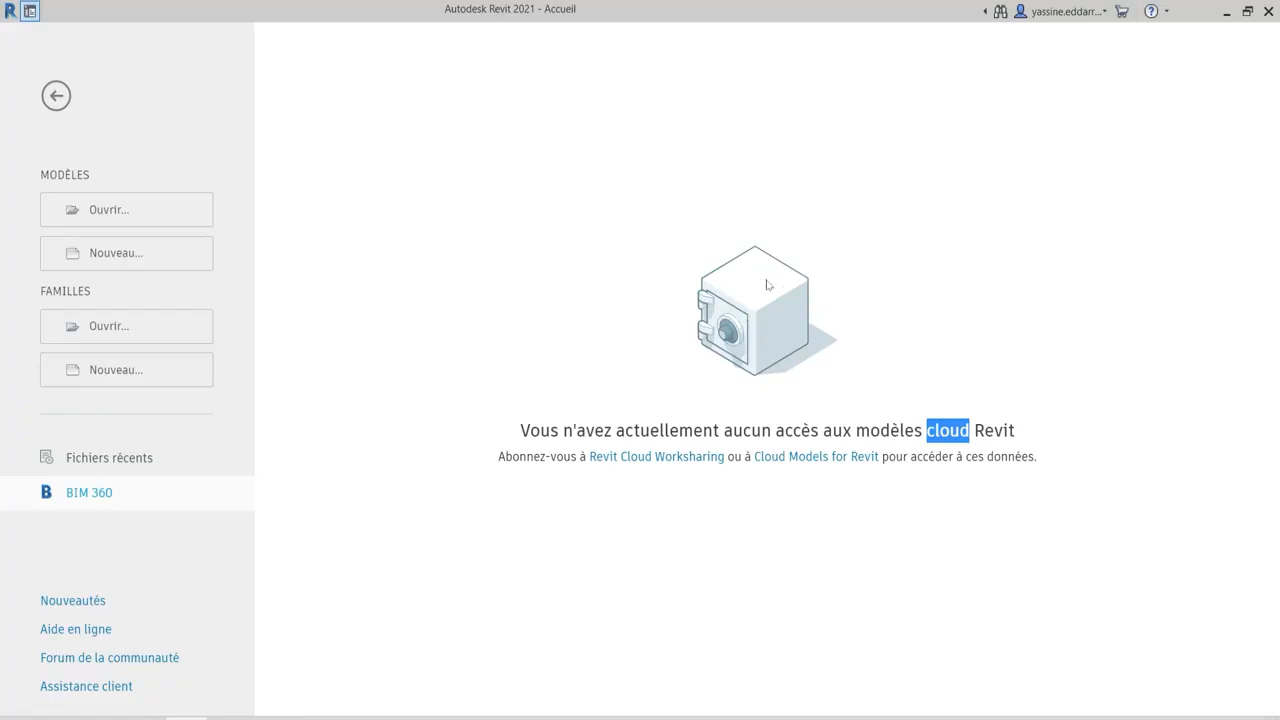 Autodesk Revit 2021 - Accueil
yassine.eddarr...
MODÈLES
Ouvrir...
Nouveau...
FAMILLES
Ouvrir...
Nouveau...
Fichiers récents
B BIM 360
Nouveautés
Aide en ligne
Forum de la communauté
Assistance client
Vous n'avez actuellement aucun accès aux modèles cloud Revit
Abonnez-vous à Revit Cloud Worksharing ou à Cloud Models for Revit pour accéder à ces données.